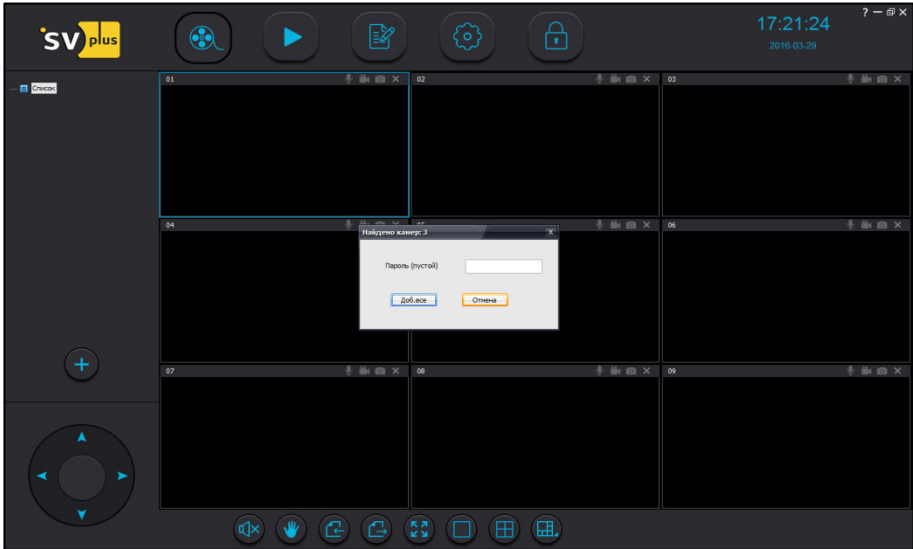 SV plus
17:21:24
2016-03-29
Список
01
02
03
04
06
Найдено камер: 3
Пароль (пустой)
Доб.все
Отмена
07
08
09